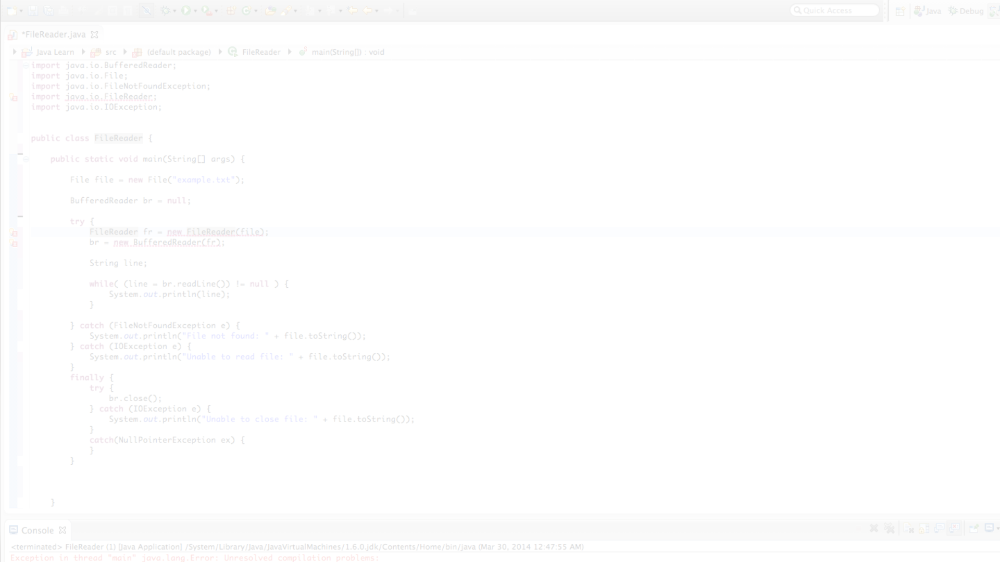 Quick Access
Java
Debug
*FileReader.java
Java Learn
src
(default package)
FileReader
main(String[]) : void
import java.io.BufferedReader;
import java.io.File;
import java.io.FileNotFoundException;
import java.io.FileReader;
import java.io.IOException;
public class FileReader {
public static void main(String[] args) {
File file = new File("example.txt");
BufferedReader br = null;
try {
FileReader fr = new FileReader(file);
br = new BufferedReader(fr);
String line;
while( (line = br.readLine()) != null ) {
System.out.println(line);
}
} catch (FileNotFoundException e) {
System.out.println("File not found: " + file.toString());
} catch (IOException e) {
System.out.println("Unable to read file: " + file.toString());
}
finally {
try {
br.close();
} catch (IOException e) {
System.out.println("Unable to close file: " + file.toString());
}
catch(NullPointerException ex) {
}
}
}
Console
<terminated> FileReader (1) [Java Application] /System/Library/Java/JavaVirtualMachines/1.6.0.jdk/Contents/Home/bin/java (Mar 30, 2014 12:47:55 AM)
Exception in thread "main" java.lang.Error: Unresolved compilation problems: